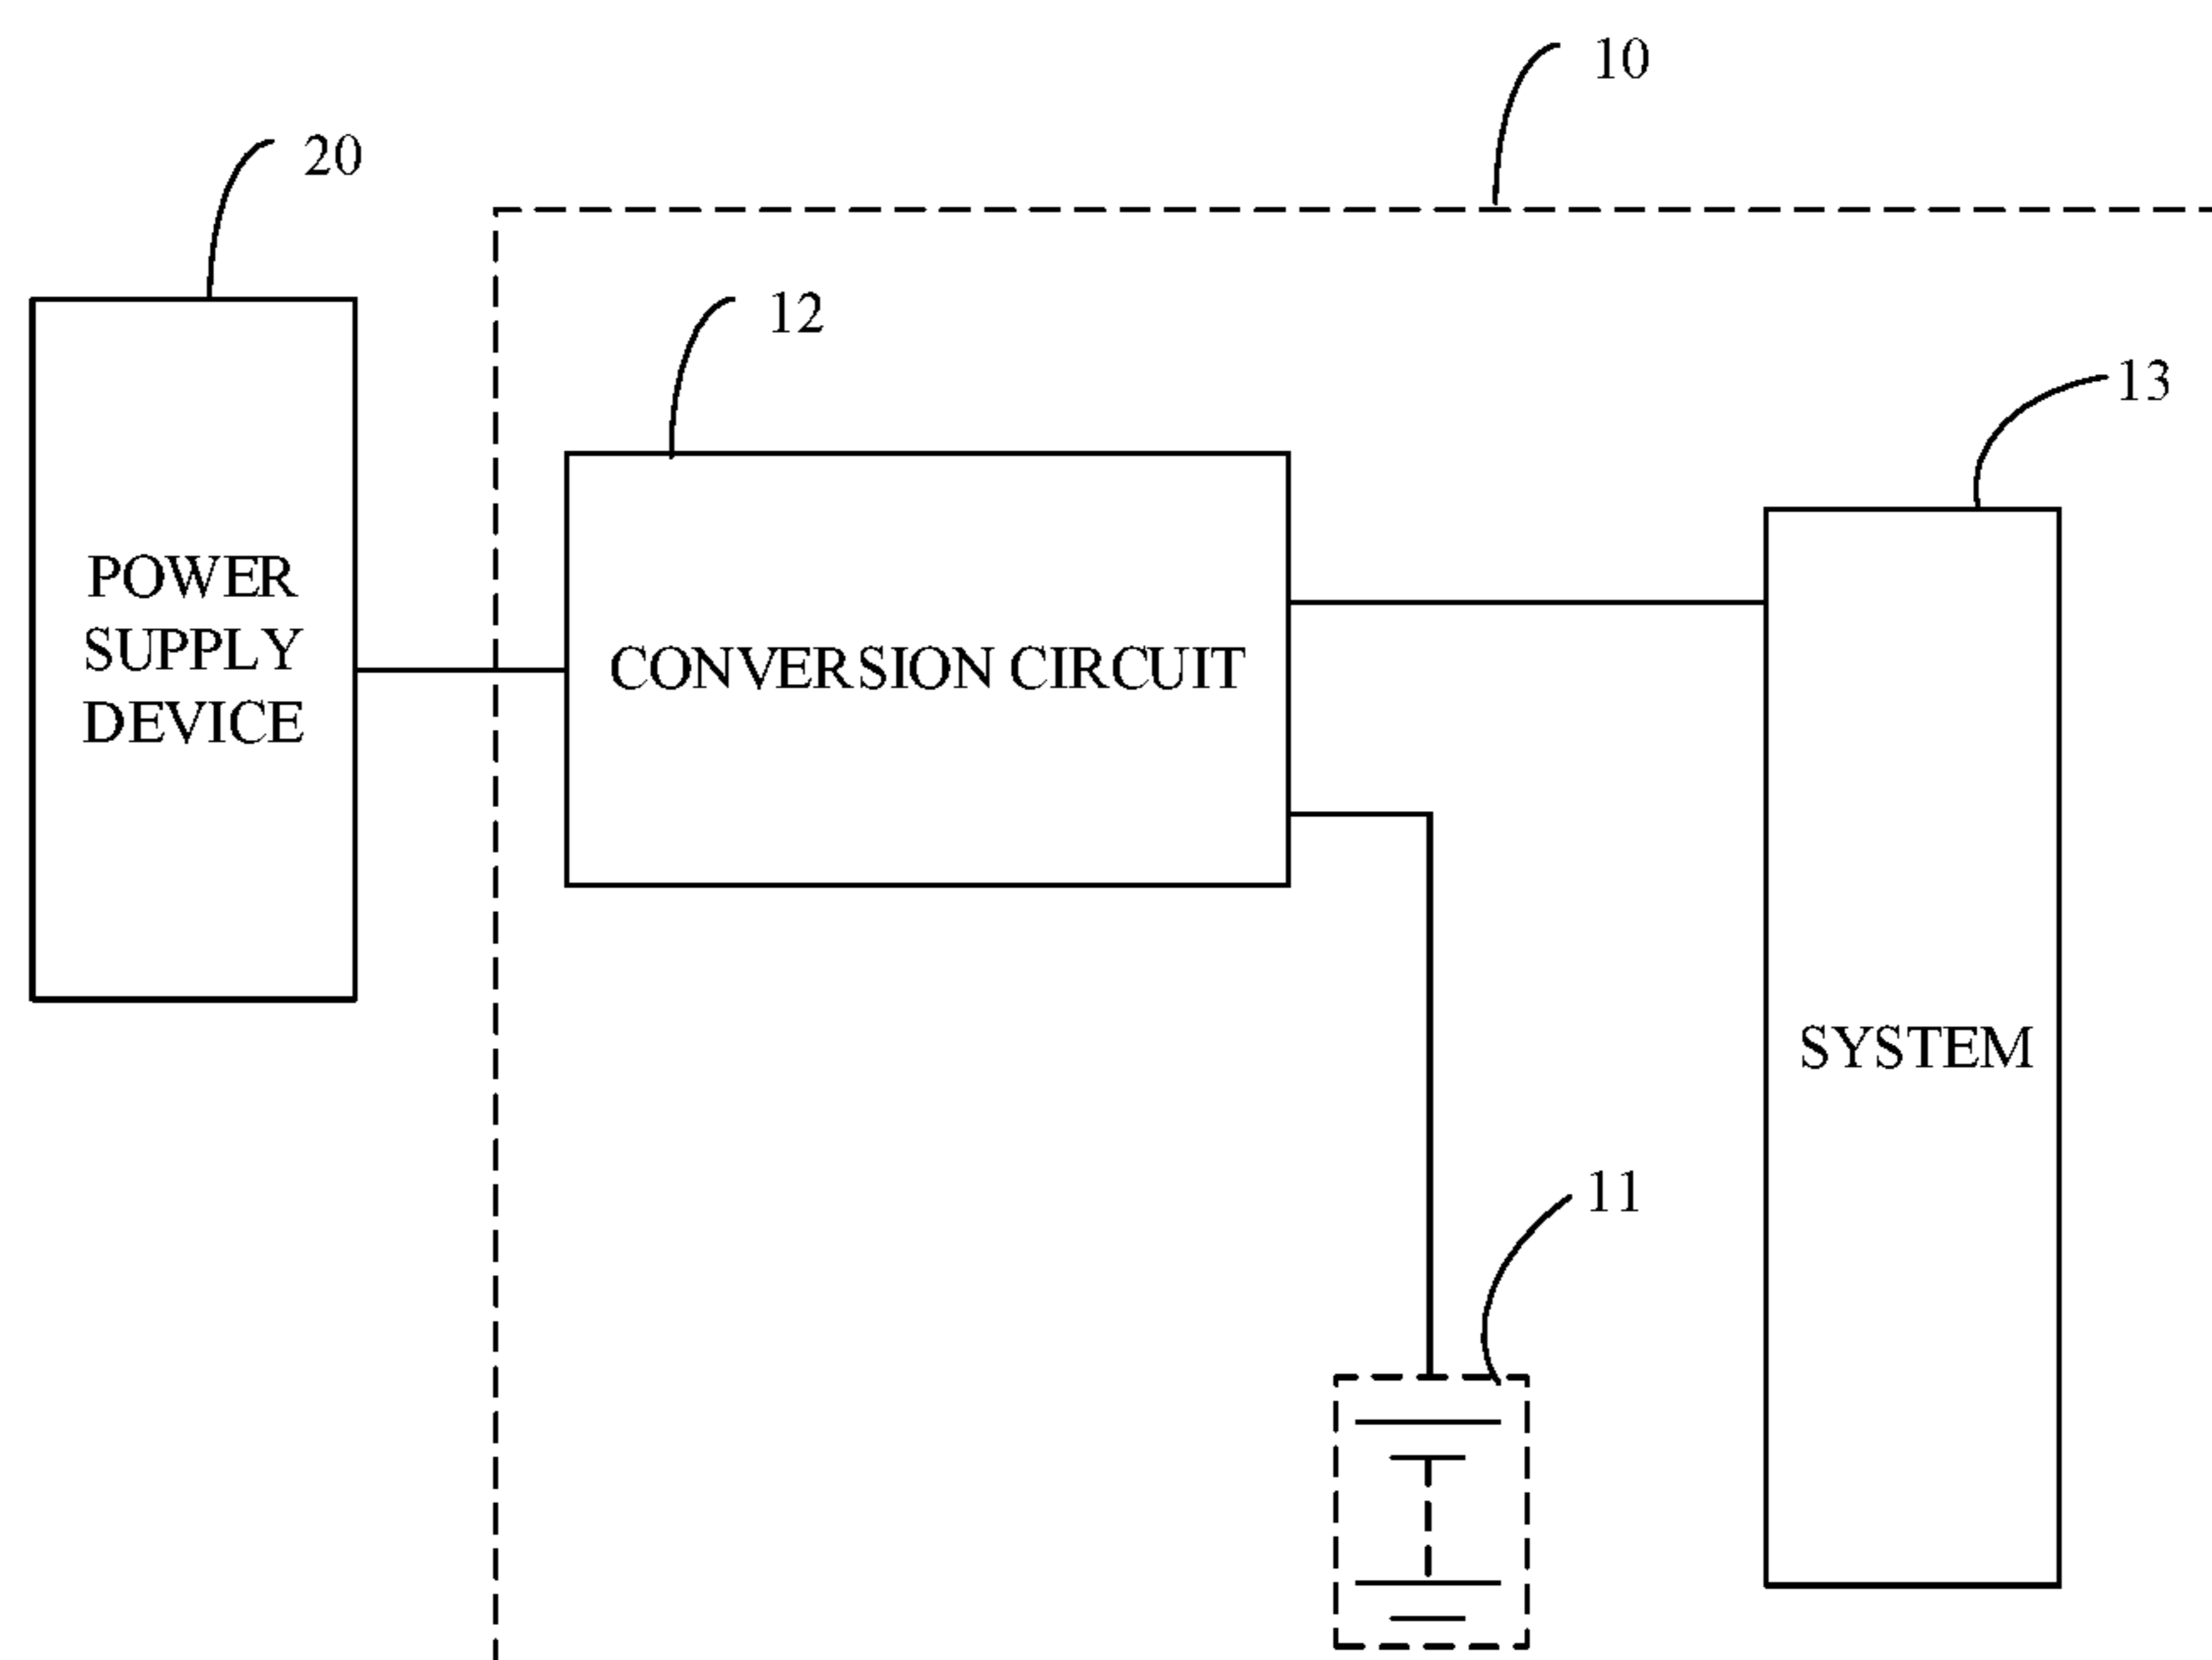 10
20
12
13
POWER
SUPPLY
DEVICE
CONVERSION CIRCUIT
SYSTEM
11